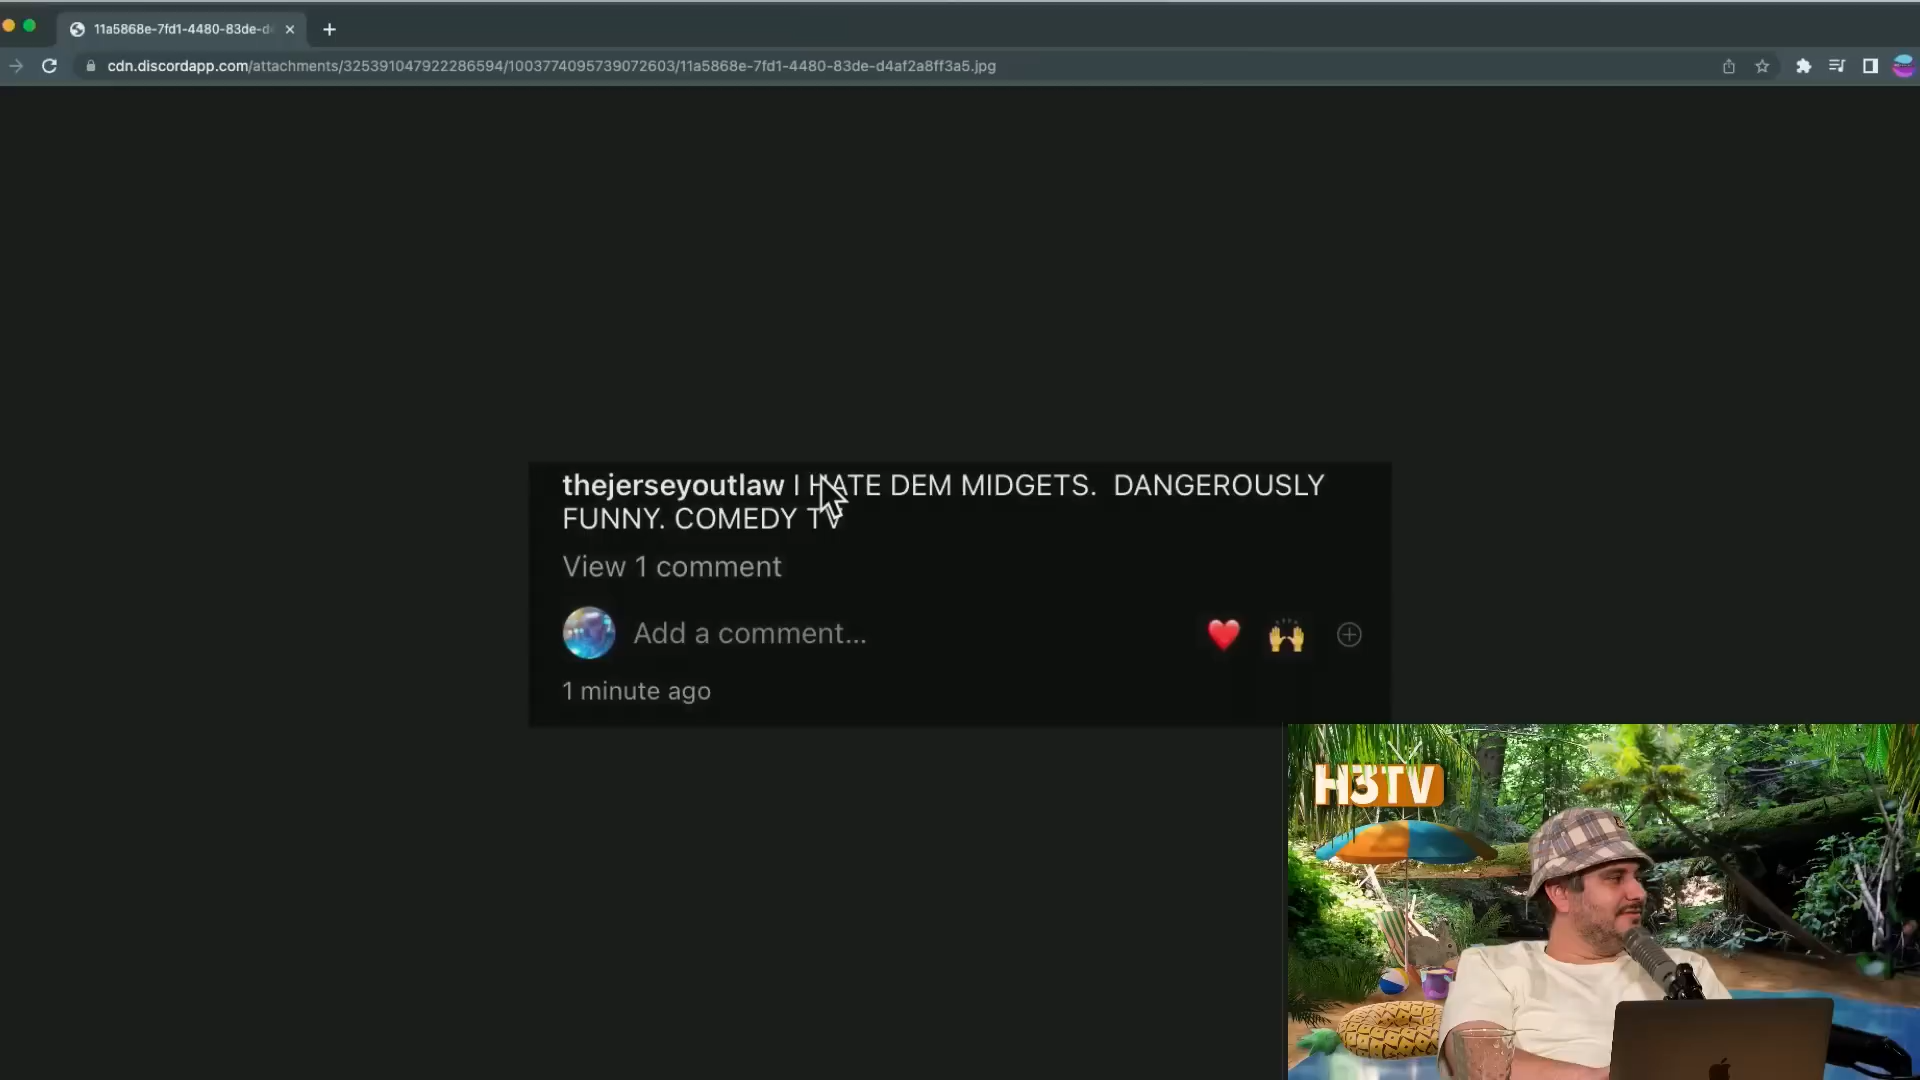 11a5868e-7fd1-4480-83de-d
cdn.discordapp.com/attachments/325391047922286594/1003774095739072603/11a5868e-7fd1-4480-83de-d4af2a8ff3a5.jpg
thejerseyoutlaw I HATE DEM MIDGETS.  DANGEROUSLY
FUNNY. COMEDY TV
View 1 comment
Add a comment...
1 minute ago
H3TV